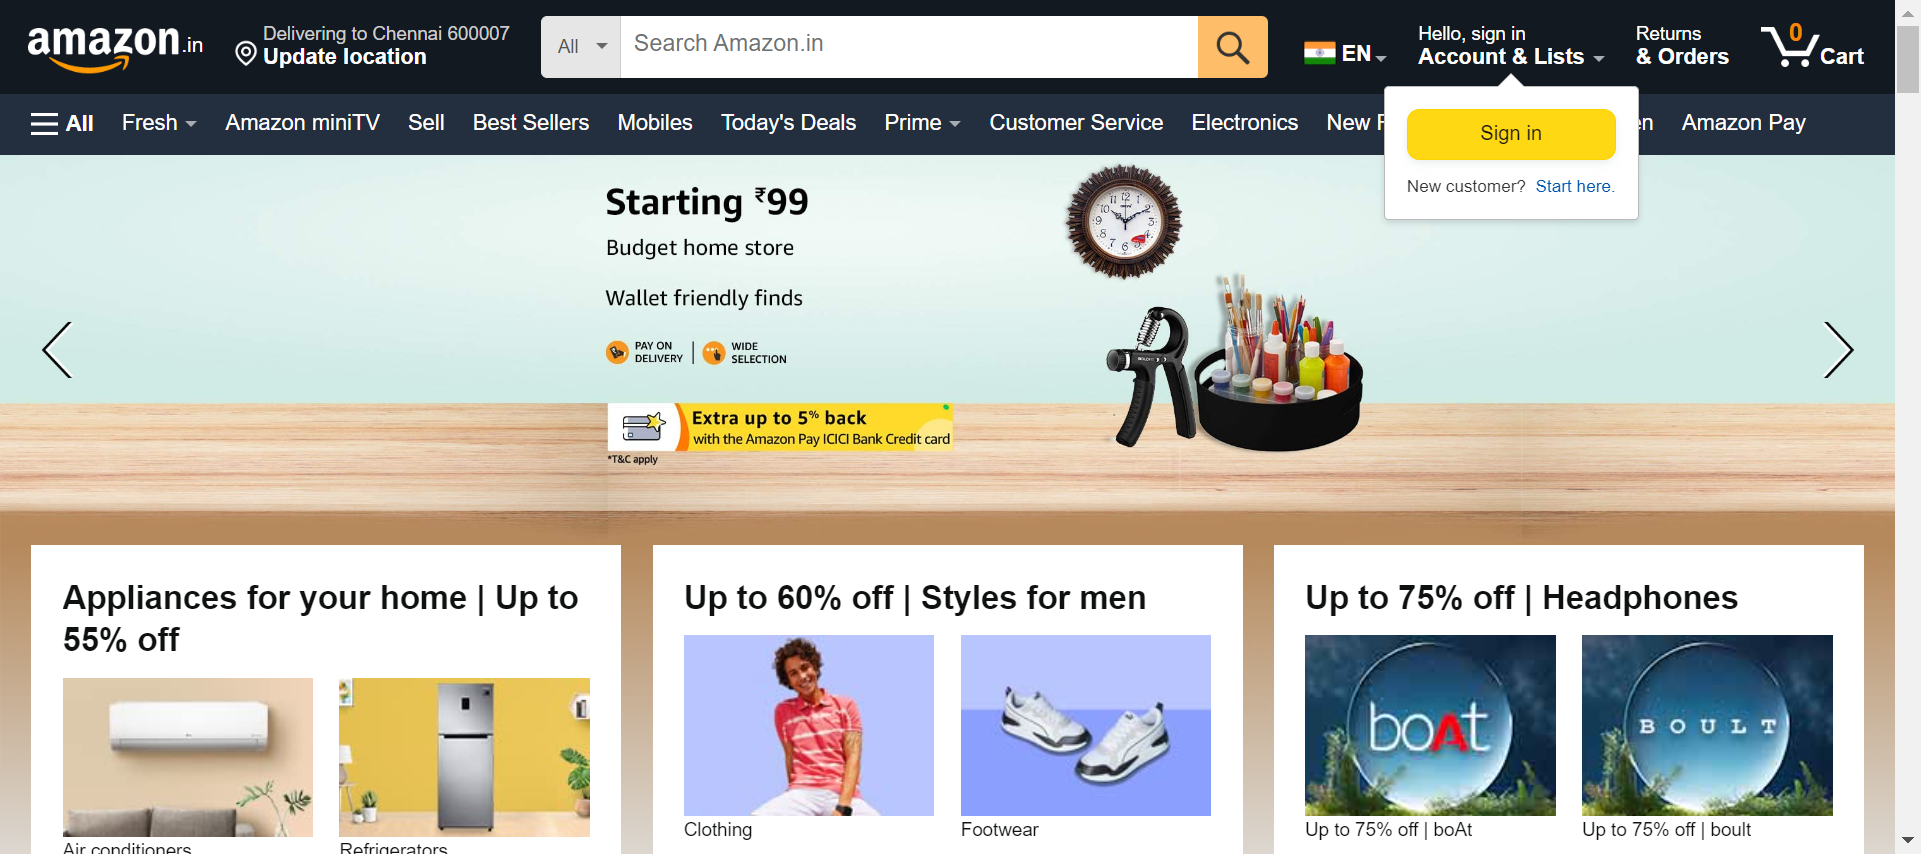 amazon.in
Delivering to Chennai 600007
Update location
All
Search Amazon.in
EN
Hello, sign in
Account & Lists
Returns
& Orders
0
Cart
All
Fresh
Amazon miniTV
Sell
Best Sellers
Mobiles
Today's Deals
Prime
Customer Service
Electronics
New
Amazon Pay
Sign in
New customer? Start here.
Starting ₹99
Budget home store
Wallet friendly finds
PAY ON
DELIVERY
WIDE
SELECTION
Extra up to 5% back
with the Amazon Pay ICICI Bank Credit card
*T&C apply
Appliances for your home | Up to
55% off
Air conditioners
Refrigerators
Up to 60% off | Styles for men
Clothing
Footwear
Up to 75% off | Headphones
boAt
BOULT
Up to 75% off | boAt
Up to 75% off | boult